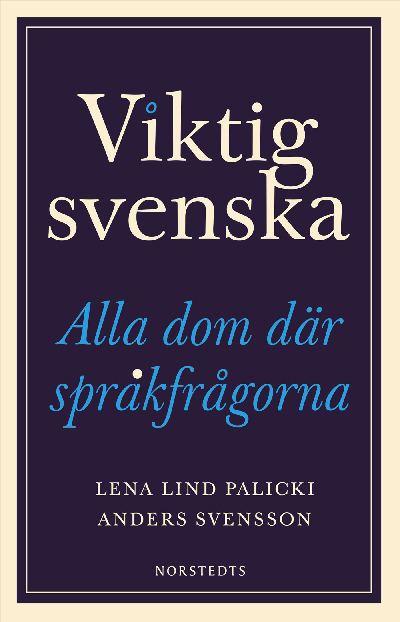 Viktig
svenska
Alla dom där
språkfrågorna
LENA LIND PALICKI
ANDERS SVENSSON
NORSTEDTS